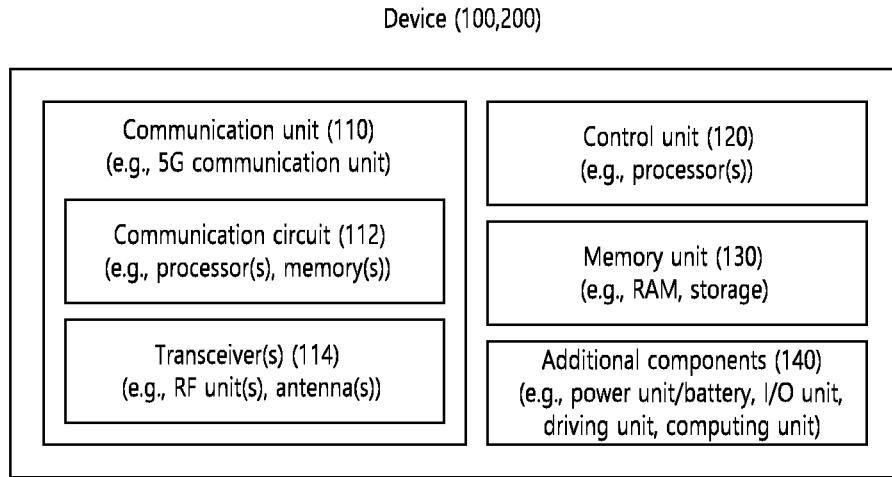 Device (100,200)
Communication unit (110)
(e.g., 5G communication unit)
Communication circuit (112)
(e.g., processor(s), memory(s))
Transceiver(s) (114)
(e.g., RF unit(s), antenna(s))
Control unit (120)
(e.g., processor(s))
Memory unit (130)
(e.g., RAM, storage)
Additional components (140)
(e.g., power unit/battery, I/O unit,
driving unit, computing unit)